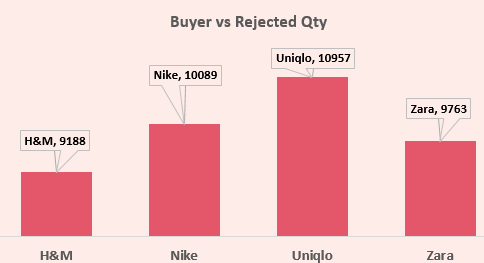 Buyer vs Rejected Qty
Uniqlo, 10957
Nike, 10089
Zara, 9763
H&M, 9188
H&M
Nike
Uniqlo
Zara